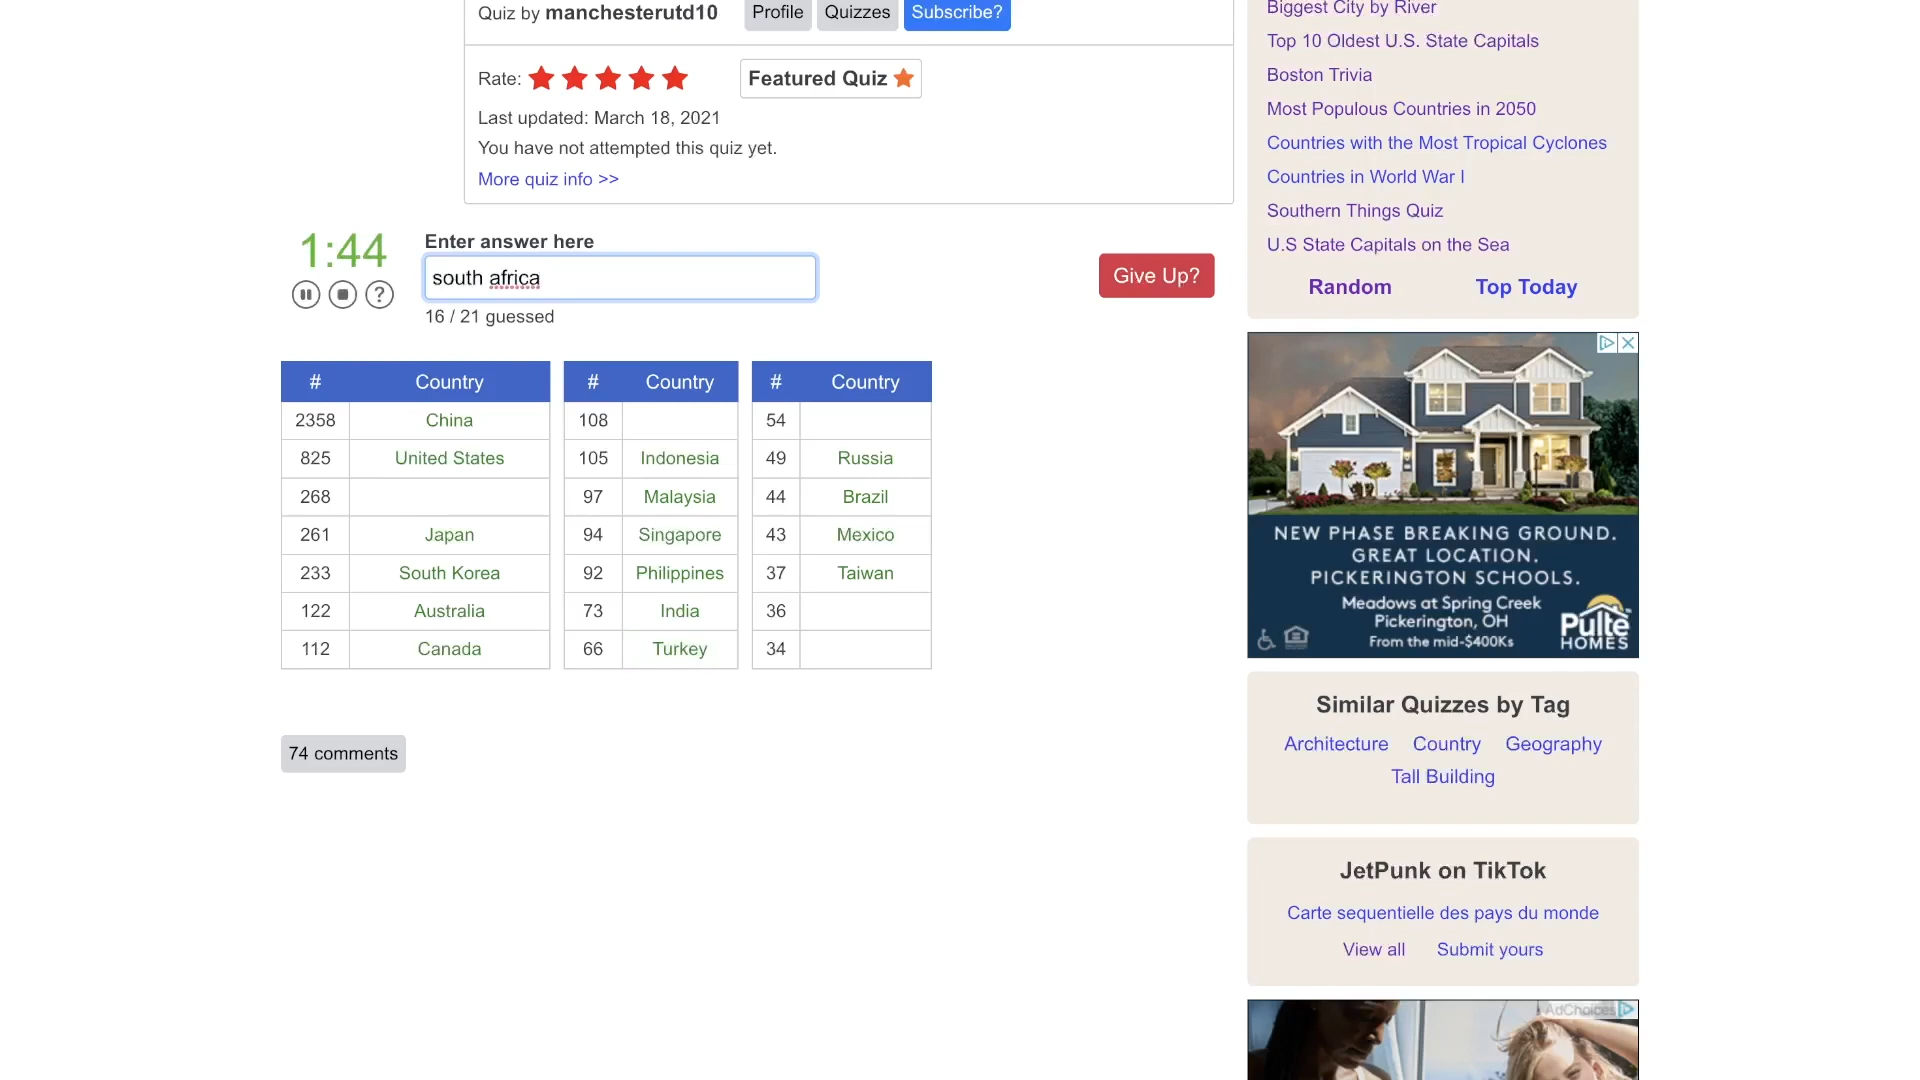 Quiz by manchesterutd10 Profile Quizzes Subscribe?
Rate: Featured Quiz
Last updated: March 18, 2021
You have not attempted this quiz yet.
More quiz info >>
1:44
Enter answer here
south africa
Give Up?
16 / 21 guessed
# Country # Country # Country
2358 China 108 54
825 United States 105 Indonesia 49 Russia
268 97 Malaysia 44 Brazil
261 Japan 94 Singapore 43 Mexico
233 South Korea 92 Philippines 37 Taiwan
122 Australia 73 India 36
112 Canada 66 Turkey 34
74 comments
Biggest City by River
Top 10 Oldest U.S. State Capitals
Boston Trivia
Most Populous Countries in 2050
Countries with the Most Tropical Cyclones
Countries in World War I
Southern Things Quiz
U.S State Capitals on the Sea
Random Top Today
NEW PHASE BREAKING GROUND.
GREAT LOCATION.
PICKERINGTON SCHOOLS.
Meadows at Spring Creek
Pickerington, OH
From the mid-$400Ks
Pulte
HOMES
Similar Quizzes by Tag
Architecture Country Geography
Tall Building
JetPunk on TikTok
Carte sequentielle des pays du monde
View all Submit yours
AdChoices